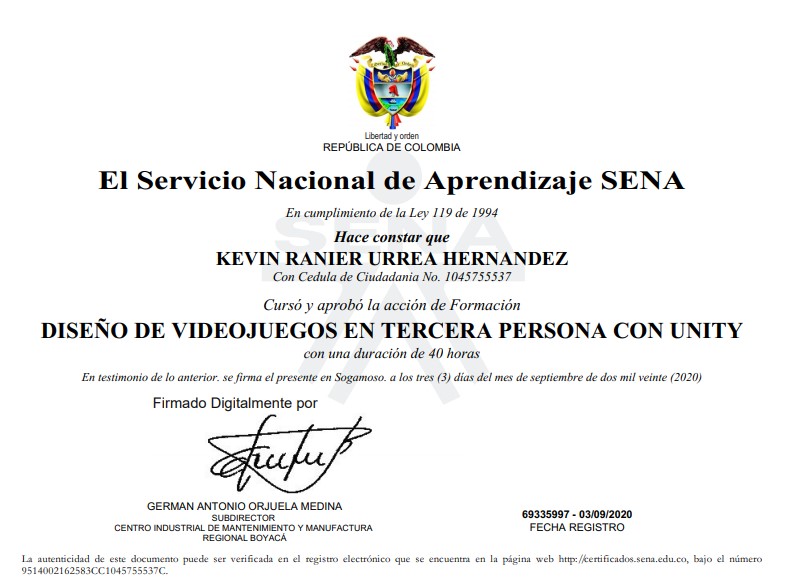 Libertad y orden
REPÚBLICA DE COLOMBIA
El Servicio Nacional de Aprendizaje SENA
En cumplimiento de la Ley 119 de 1994
SENA
Hace constar que
KEVIN RANIER URREA HERNANDEZ
Con Cedula de Ciudadania No. 1045755537
Cursó y aprobó la acción de Formación
DISEÑO DE VIDEOJUEGOS EN TERCERA PERSONA CON UNITY
con una duración de 40 horas
En testimonio de lo anterior. se firma el presente en Sogamoso. a los tres (3) días del mes de septiembre de dos mil veinte (2020)
Firmado Digitalmente por
GERMAN ANTONIO ORJUELA MEDINA
SUBDIRECTOR
CENTRO INDUSTRIAL DE MANTENIMIENTO Y MANUFACTURA
REGIONAL BOYACÁ
69335997 - 03/09/2020
FECHA REGISTRO
La autenticidad de este documento puede ser verificada en el registro electrónico que se encuentra en la página web http://certificados.sena.edu.co, bajo el número
9514002162583CC1045755537C.